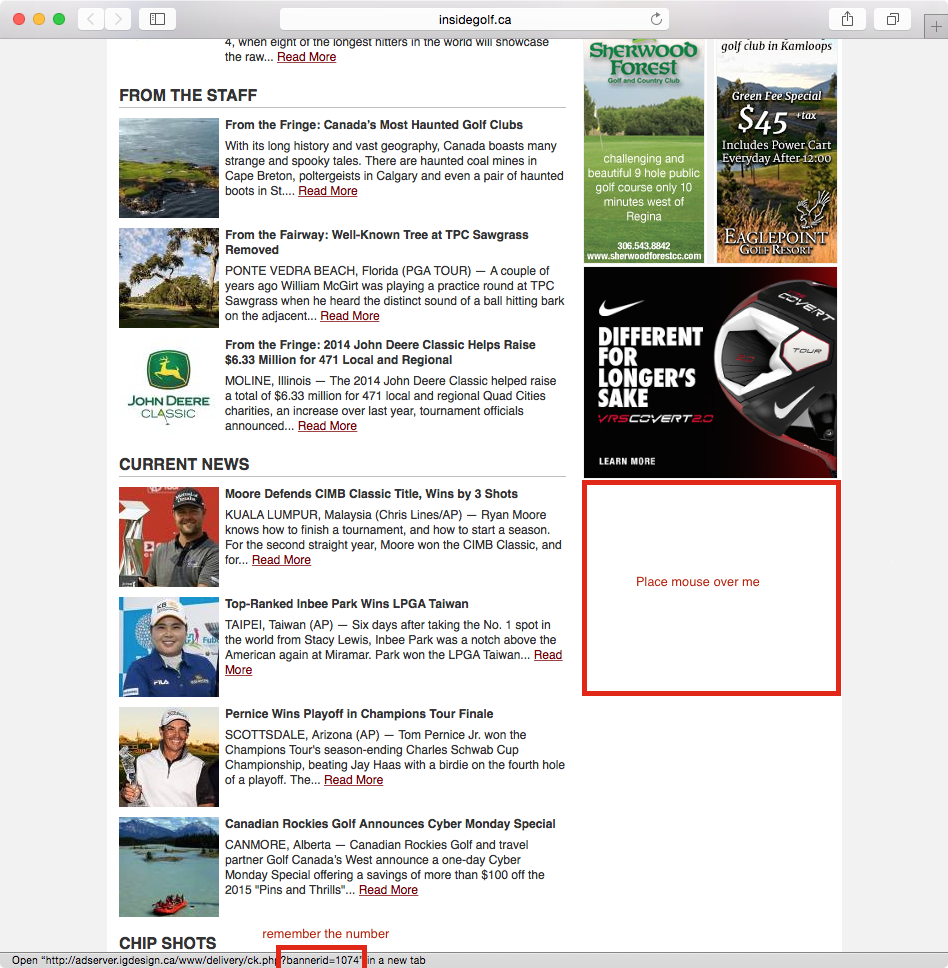 insidegolf.ca
4, when eight of the longest hitters in the world will showcase
the raw... Read More
FROM THE STAFF
From the Fringe: Canada's Most Haunted Golf Clubs
With its long history and vast geography, Canada boasts many
strange and spooky tales. There are haunted coal mines in
Cape Breton, poltergeists in Calgary and even a pair of haunted
boots in St.... Read More
From the Fairway: Well-Known Tree at TPC Sawgrass
Removed
PONTE VEDRA BEACH, Florida (PGA TOUR) — A couple of
years ago William McGirt was playing a practice round at TPC
Sawgrass when he heard the distinct sound of a ball hitting bark
on the adjacent... Read More
JOHN DEERE
CLASSIC
From the Fringe: 2014 John Deere Classic Helps Raise
$6.33 Million for 471 Local and Regional
MOLINE, Illinois — The 2014 John Deere Classic helped raise
a total of $6.33 million for 471 local and regional Quad Cities
charities, an increase over last year, tournament officials
announced... Read More
CURRENT NEWS
Moore Defends CIMB Classic Title, Wins by 3 Shots
KUALA LUMPUR, Malaysia (Chris Lines/AP) — Ryan Moore
knows how to finish a tournament, and how to start a season.
For the second straight year, Moore won the CIMB Classic, and
for... Read More
KB
FILA
Top-Ranked Inbee Park Wins LPGA Taiwan
TAIPEI, Taiwan (AP) — Six days after taking the No. 1 spot in
the world from Stacy Lewis, Inbee Park was a notch above the
American again at Miramar. Park won the LPGA Taiwan... Read
More
Pernice Wins Playoff in Champions Tour Finale
SCOTTSDALE, Arizona (AP) — Tom Pernice Jr. won the
Champions Tour's season-ending Charles Schwab Cup
Championship, beating Jay Haas with a birdie on the fourth hole
of a playoff. The... Read More
Canadian Rockies Golf Announces Cyber Monday Special
CANMORE, Alberta — Canadian Rockies Golf and travel
partner Golf Canada's West announce a one-day Cyber
Monday Special offering a savings of more than $100 off the
2015 "Pins and Thrills"... Read More
CHIP SHOTS
SHERWOOD
FOREST
Golf and Country Club
challenging and
beautiful 9 hole public
golf course only 10
minutes west of
Regina
306.543.8842
www.sherwoodforestcc.com
golf club in Kamloops
Green Fee Special
$45 +tax
Includes Power Cart
Everyday After 12:00
EAGLEPOINT
GOLF RESORT
DIFFERENT
FOR
LONGER'S
SAKE
VRS COVERT 2.0
LEARN MORE
VRS
COVERT
TOUR
Place mouse over me
remember the number
Open “http://adserver.igdesign.ca/www/delivery/ck.php?bannerid=1074” in a new tab